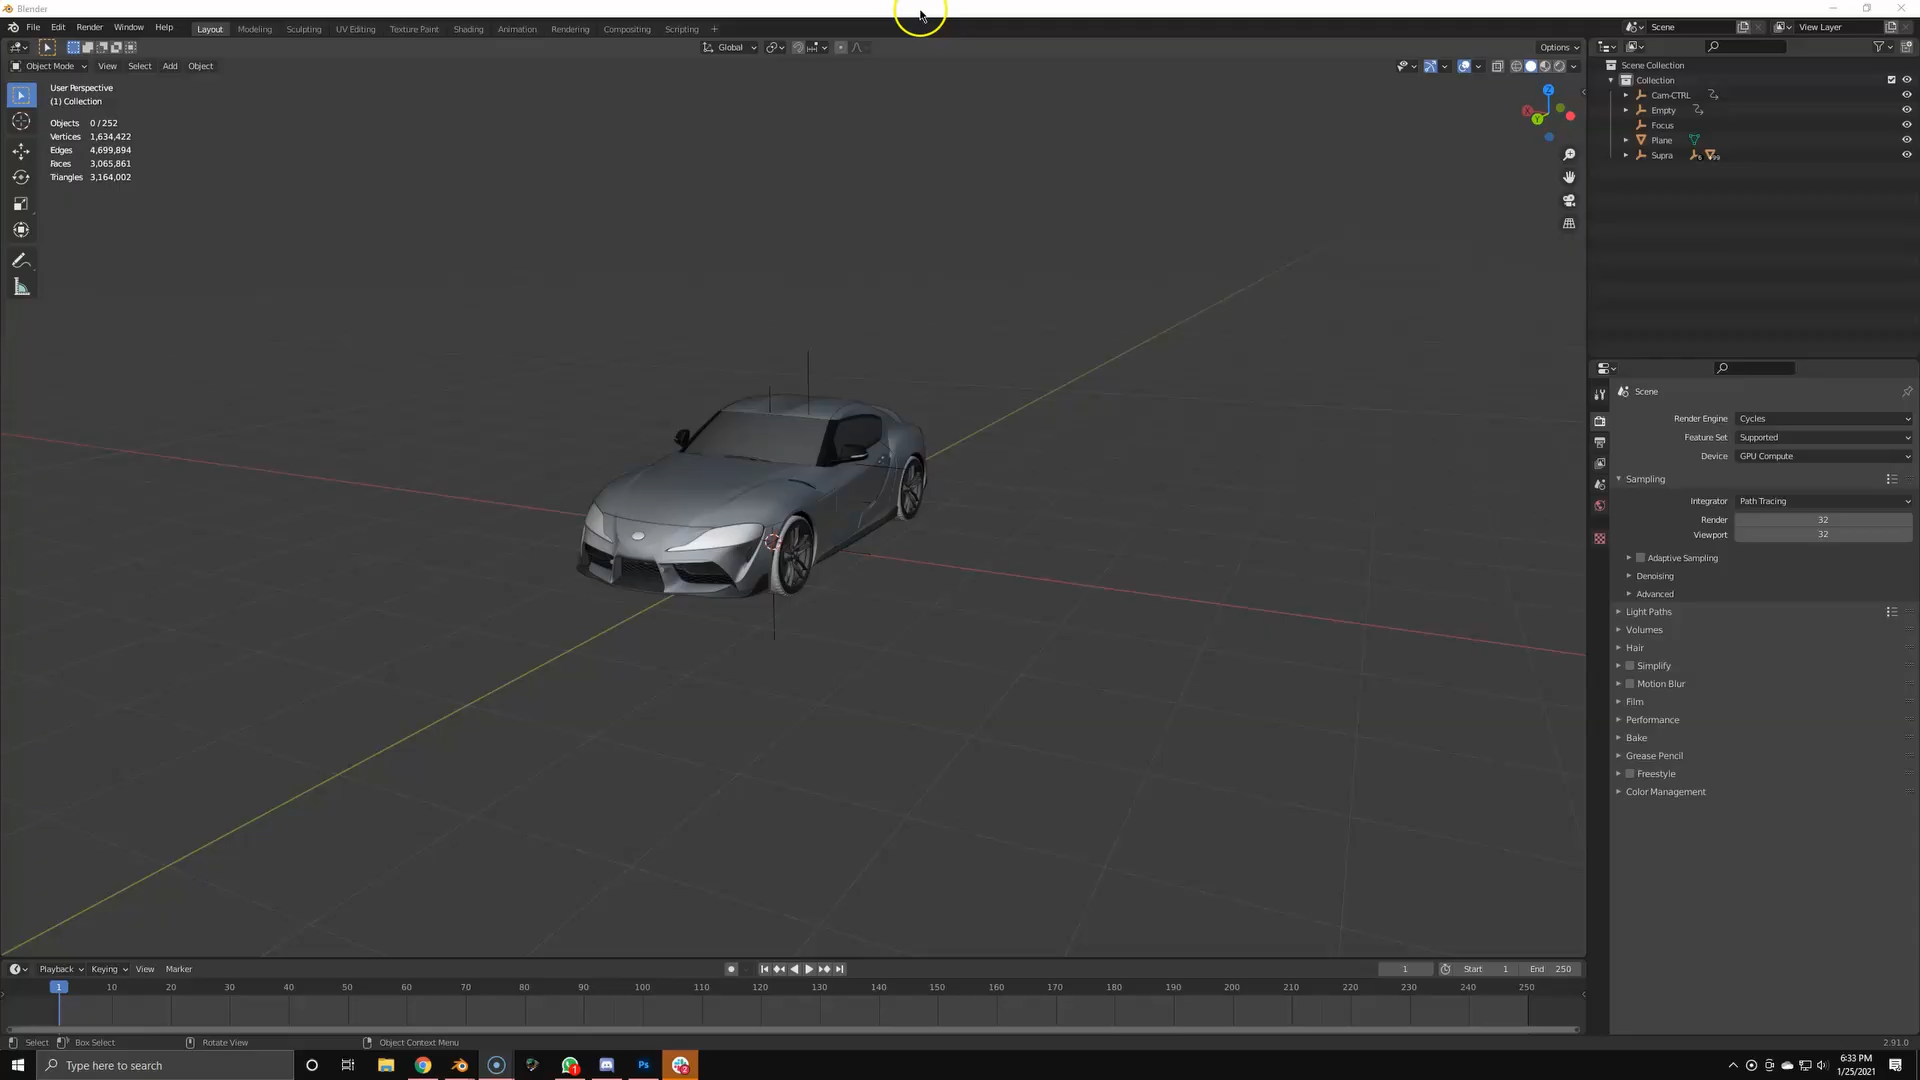 Blender
File Edit Render Window Help Layout Modeling Sculpting UV Editing Texture Paint Shading Animation Rendering Compositing Scripting + Scene View Layer
Global Options
Object Mode View Select Add Object
User Perspective
(1) Collection
Objects 0 / 252
Vertices 1,634,422
Edges 4,699,894
Faces 3,065,861
Triangles 3,164,002
Z
X
Y
Scene Collection
Collection
Cam-CTRL
Empty
Focus
Plane
Supra 6 99
Scene
Render Engine Cycles
Feature Set Supported
Device GPU Compute
Sampling
Integrator Path Tracing
Render 32
Viewport 32
Adaptive Sampling
Denoising
Advanced
Light Paths
Volumes
Hair
Simplify
Motion Blur
Film
Performance
Bake
Grease Pencil
Freestyle
Color Management
Playback Keying View Marker 1 Start 1 End 250
1 10 20 30 40 50 60 70 80 90 100 110 120 130 140 150 160 170 180 190 200 210 220 230 240 250
Select Box Select Rotate View Object Context Menu 2.91.0
Type here to search 1 Ps 2 6:33 PM
1/25/2021